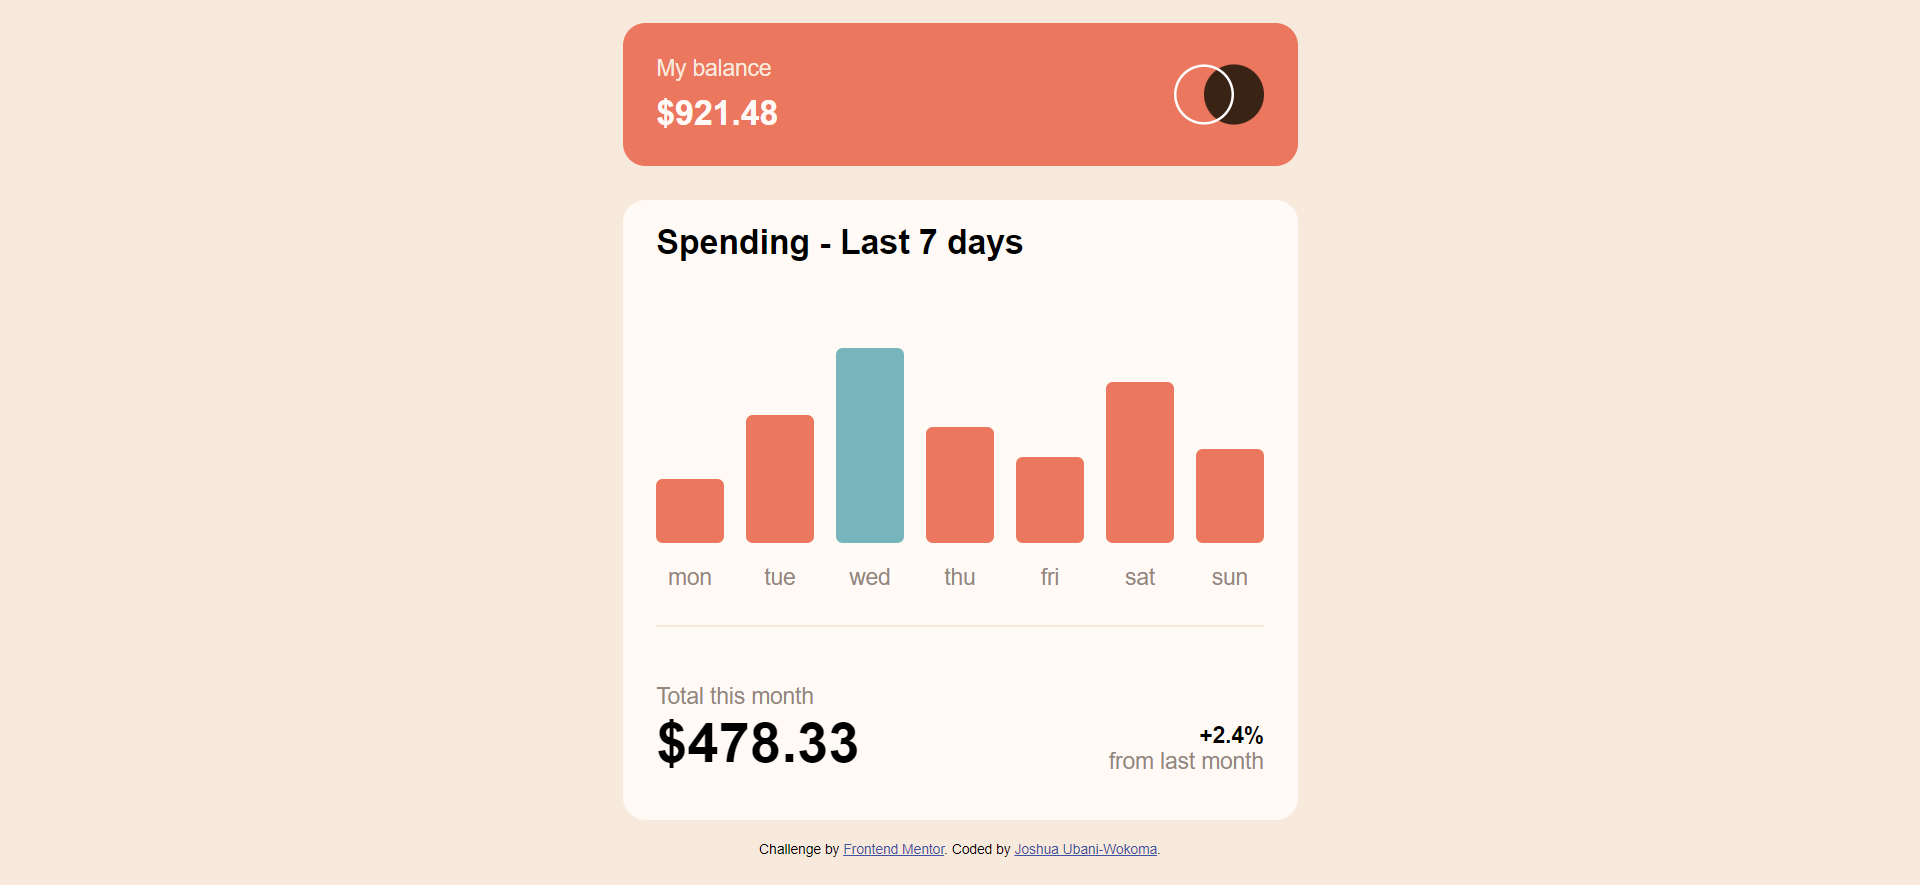 My balance
$921.48
Spending - Last 7 days
mon tue wed thu fri sat sun
Total this month
$478.33
+2.4%
from last month
Challenge by Frontend Mentor. Coded by Joshua Ubani-Wokoma.